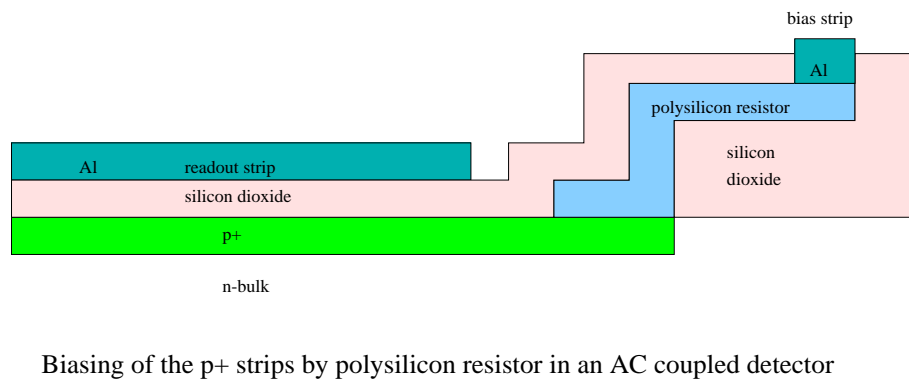 bias strip
Al
polysilicon resistor
Al readout strip
silicon
dioxide
silicon dioxide
p+
n-bulk
Biasing of the p+ strips by polysilicon resistor in an AC coupled detector